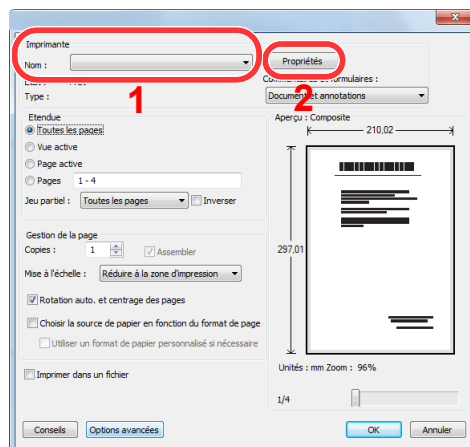 Imprimante
Nom :
Propriétés
Type :
1
2
Document et annotations
Etendue
Toutes les pages
Vue active
Page active
Pages 1 - 4
Jeu partiel : Toutes les pages Inverser
Gestion de la page
Copies : 1 Assembler
Mise à l'échelle : Réduire à la zone d'impression
Rotation auto. et centrage des pages
Choisir la source de papier en fonction du format de page
Utiliser un format de papier personnalisé si nécessaire
Imprimer dans un fichier
Aperçu : Composite
210,02
297,01
Unités : mm Zoom : 96%
1/4
Conseils Options avancées OK Annuler